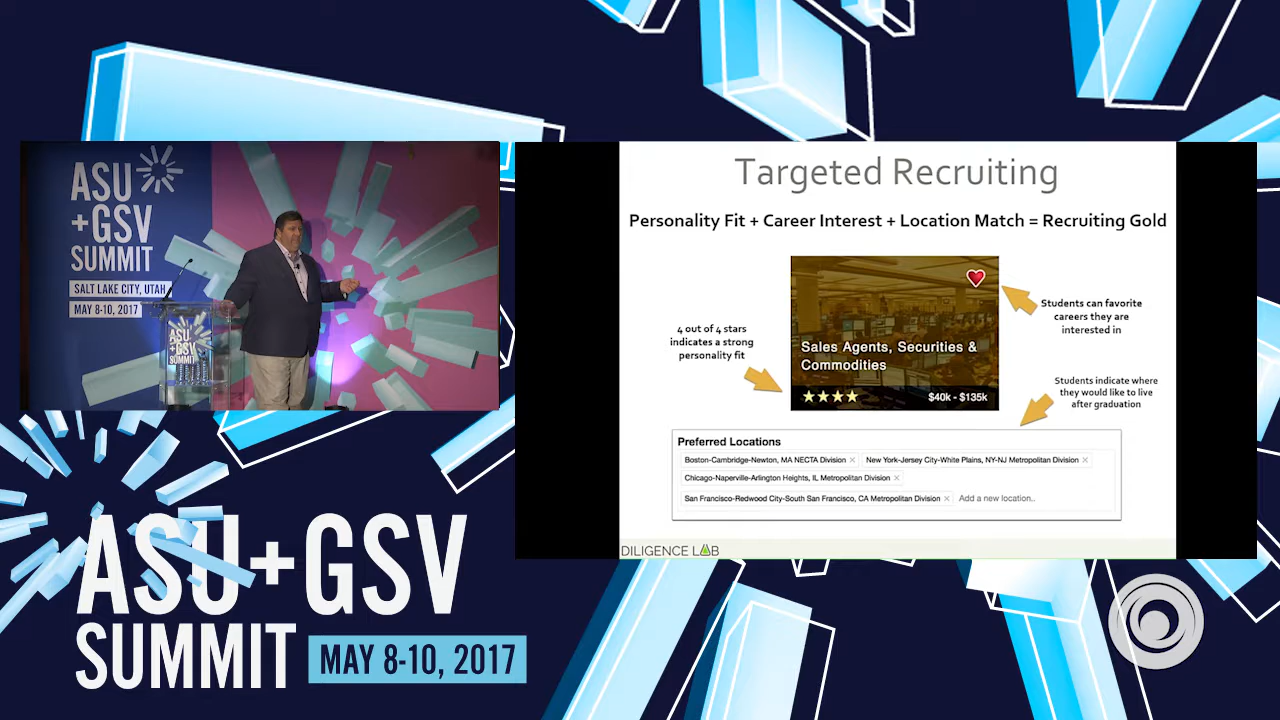 ASU
+GSV
SUMMIT
SALT LAKE CITY, UTAH
MAY 8-10, 2017
ASU
+GSV
SUMMIT
Targeted Recruiting
Personality Fit + Career Interest + Location Match = Recruiting Gold
4 out of 4 stars
indicates a strong
personality fit
Sales Agents, Securities &
Commodities
$40k - $135k
Students can favorite
careers they are
interested in
Students indicate where
they would like to live
after graduation
Preferred Locations
Boston-Cambridge-Newton, MA NECTA Division ×
New York-Jersey City-White Plains, NY-NJ Metropolitan Division ×
Chicago-Naperville-Arlington Heights, IL Metropolitan Division ×
San Francisco-Redwood City-South San Francisco, CA Metropolitan Division ×
Add a new location..
DILIGENCE LAB
ASU+GSV
SUMMIT
MAY 8-10, 2017